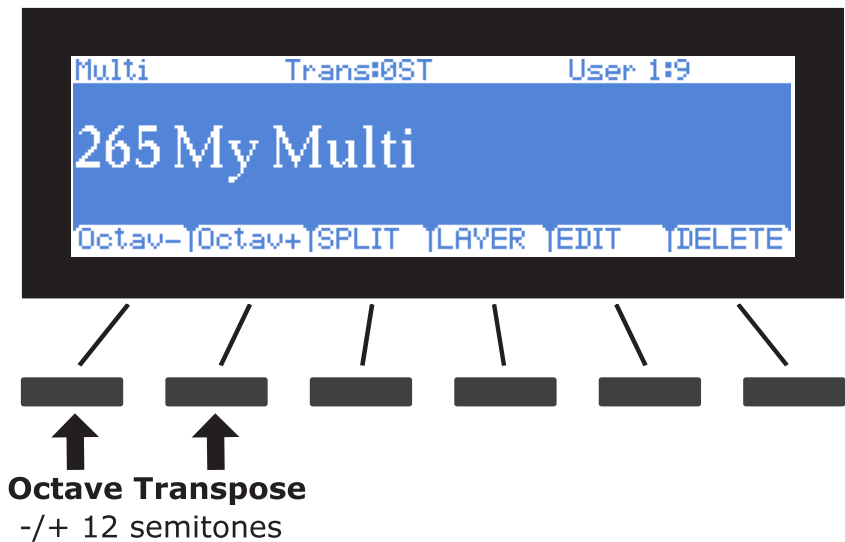 Multi Trans:0ST User 1:9
265 My Multi
Octav- Octav+ SPLIT LAYER EDIT DELETE
Octave Transpose
-/+ 12 semitones